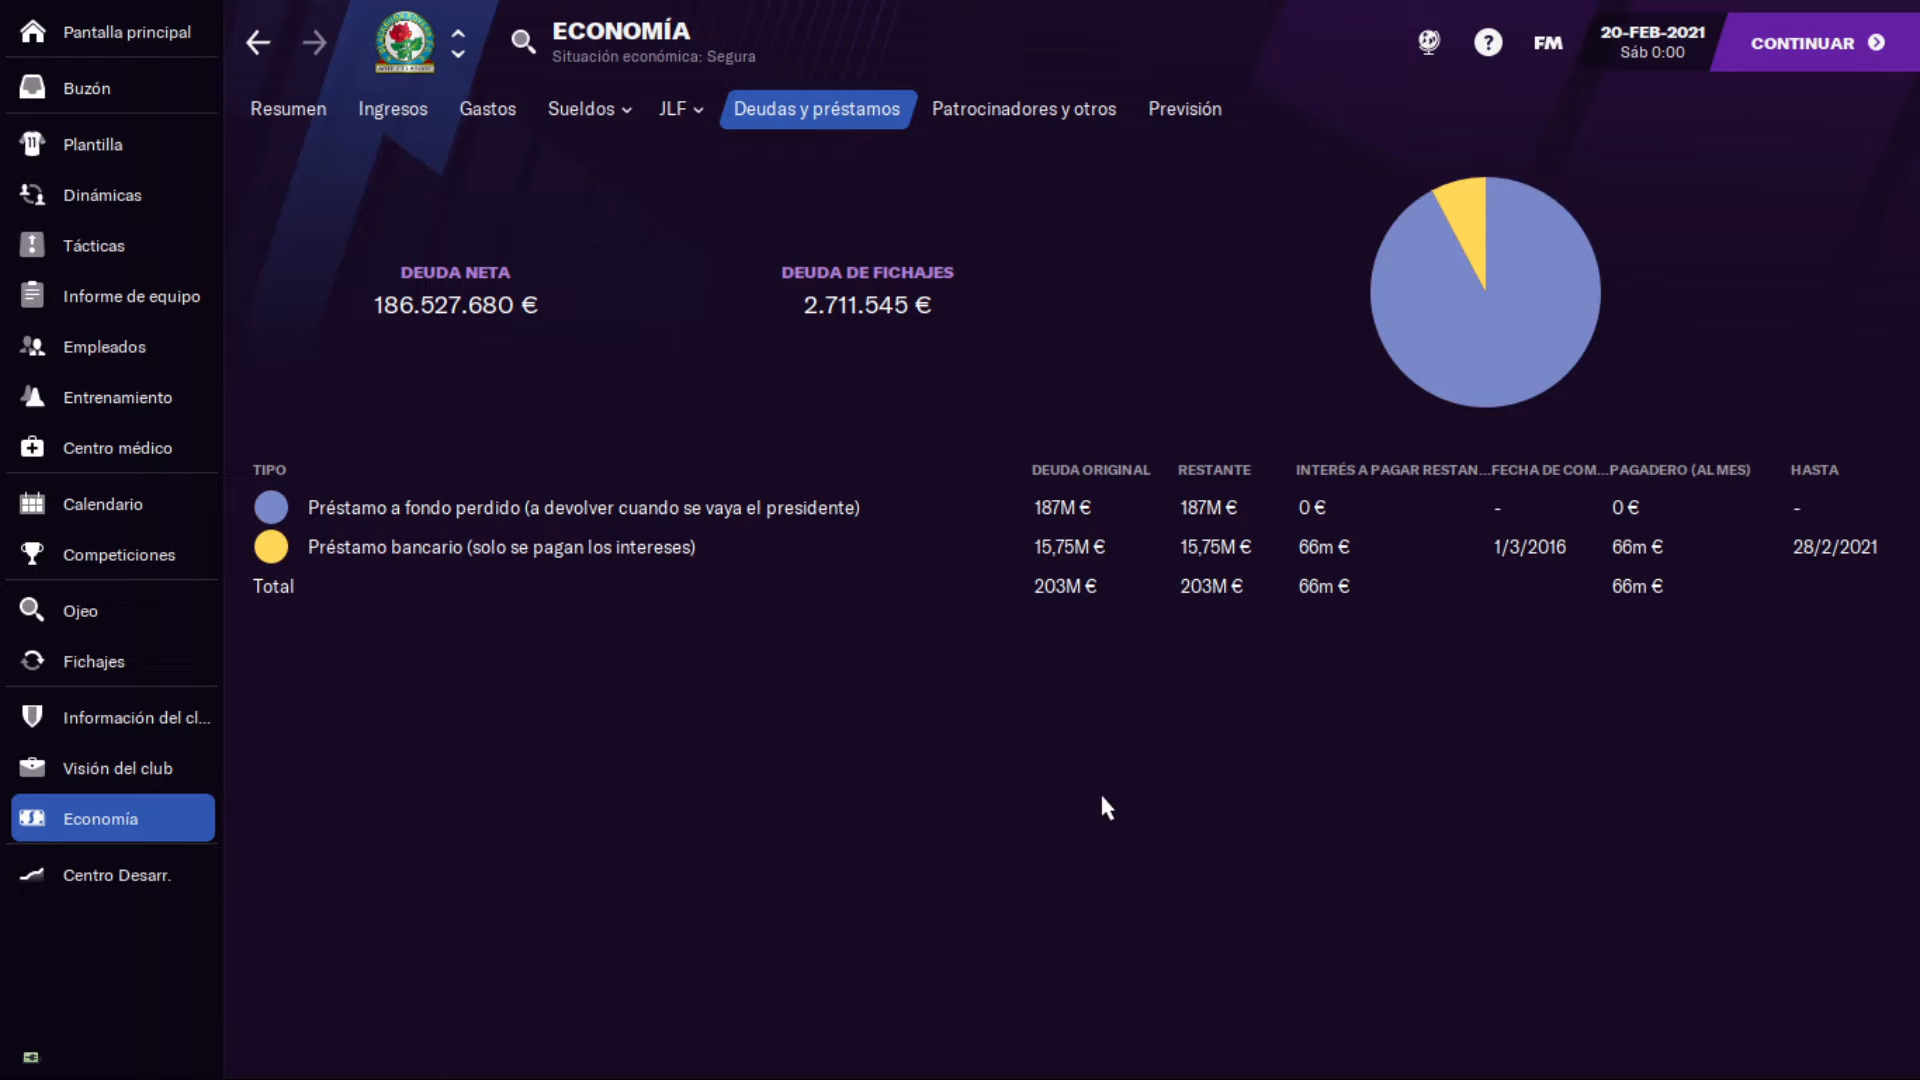 Pantalla principal
Buzón
Plantilla
Dinámicas
Tácticas
Informe de equipo
Empleados
Entrenamiento
Centro médico
Calendario
Competiciones
Ojeo
Fichajes
Información del cl...
Visión del club
Economía
Centro Desarr.
ECONOMÍA
Situación económica: Segura
FM
20-FEB-2021
Sáb 0:00
CONTINUAR
Resumen Ingresos Gastos Sueldos JLF Deudas y préstamos Patrocinadores y otros Previsión
DEUDA NETA
186.527.680 €
DEUDA DE FICHAJES
2.711.545 €
TIPO DEUDA ORIGINAL RESTANTE INTERÉS A PAGAR RESTAN... FECHA DE COM... PAGADERO (AL MES) HASTA
Préstamo a fondo perdido (a devolver cuando se vaya el presidente) 187M € 187M € 0 € - 0 € -
Préstamo bancario (solo se pagan los intereses) 15,75M € 15,75M € 66m € 1/3/2016 66m € 28/2/2021
Total 203M € 203M € 66m € 66m €